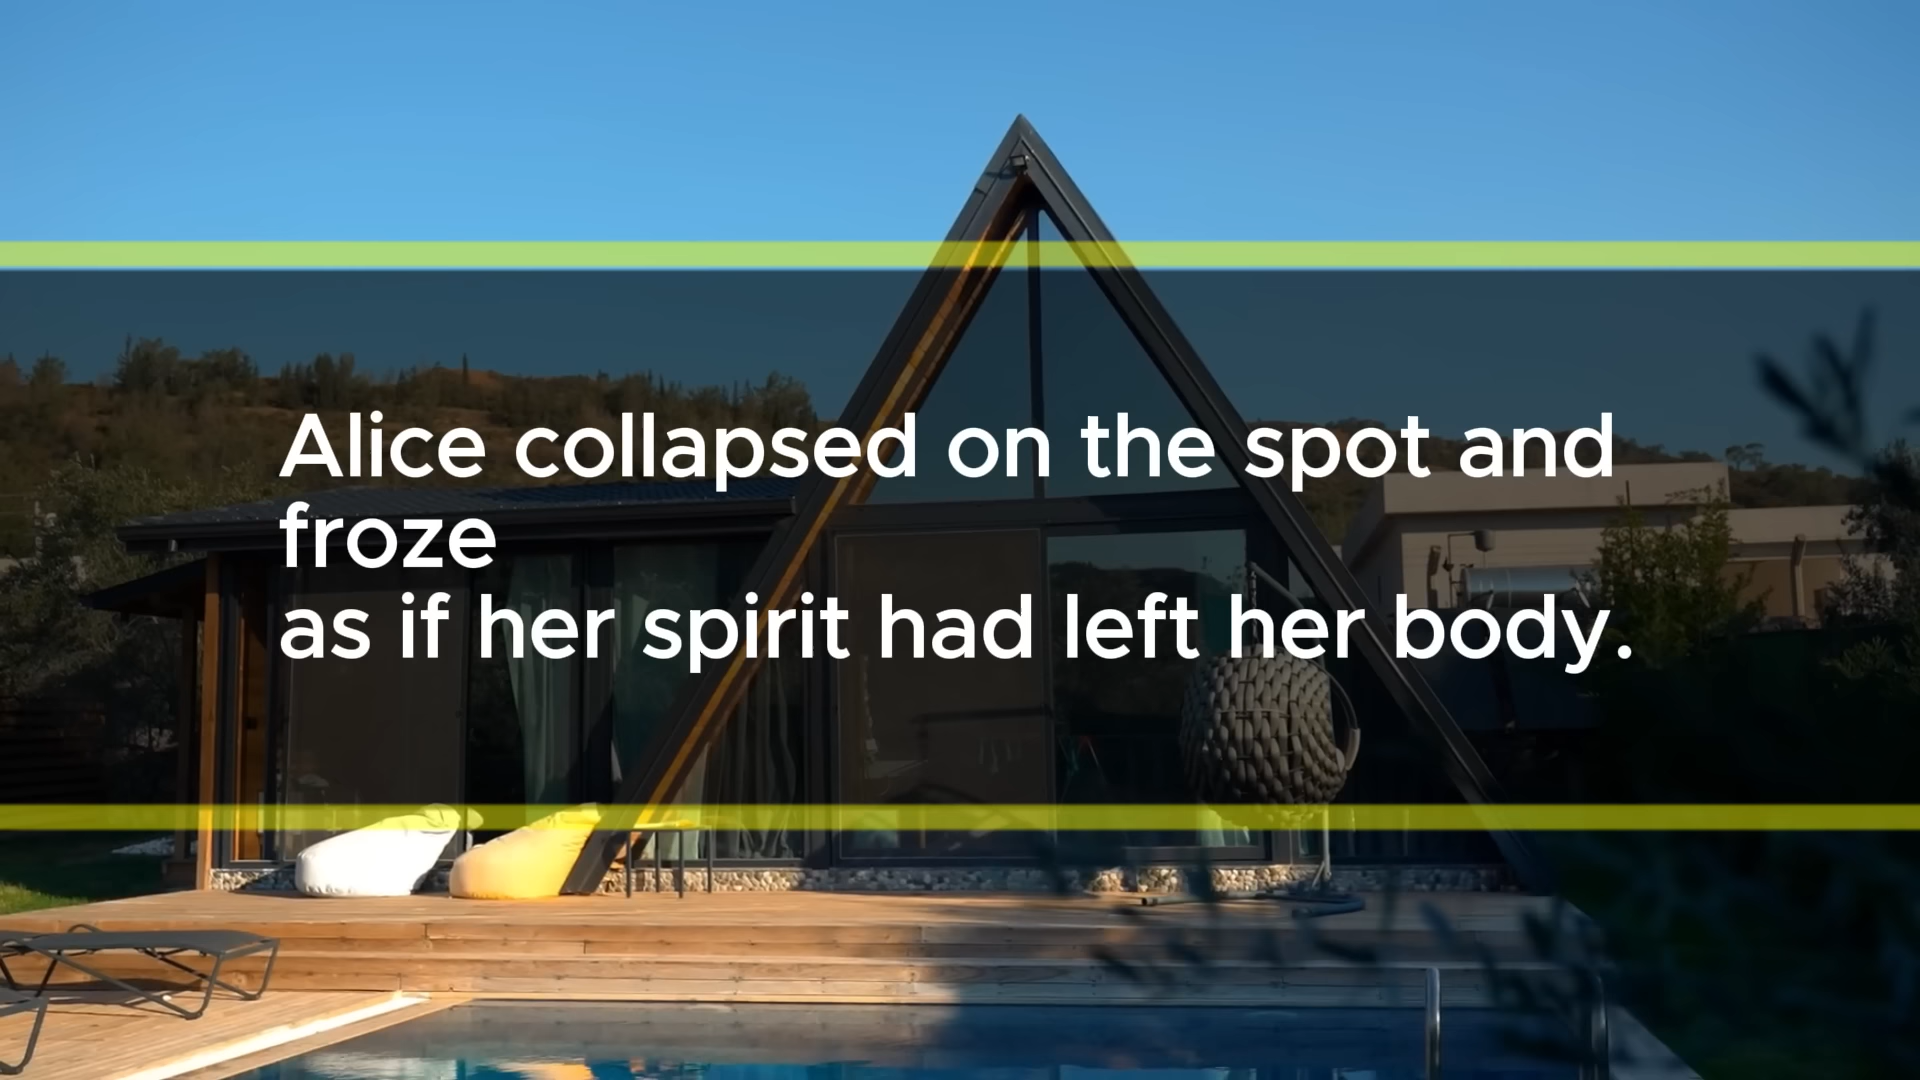 Alice collapsed on the spot and
froze
as if her spirit had left her body.